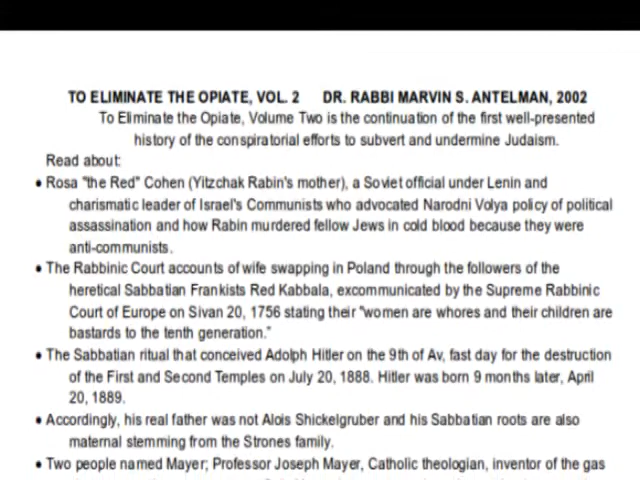 TO ELIMINATE THE OPIATE, VOL. 2 DR. RABBI MARVIN S. ANTELMAN, 2002
To Eliminate the Opiate, Volume Two is the continuation of the first well-presented
history of the conspiratorial efforts to subvert and undermine Judaism.
Read about:
• Rosa "the Red" Cohen (Yitzchak Rabin's mother), a Soviet official under Lenin and
charismatic leader of Israel's Communists who advocated Narodni Volya policy of political
assassination and how Rabin murdered fellow Jews in cold blood because they were
anti-communists.
• The Rabbinic Court accounts of wife swapping in Poland through the followers of the
heretical Sabbatian Frankists Red Kabbala, excommunicated by the Supreme Rabbinic
Court of Europe on Sivan 20, 1756 stating their "women are whores and their children are
bastards to the tenth generation."
• The Sabbatian ritual that conceived Adolph Hitler on the 9th of Av, fast day for the destruction
of the First and Second Temples on July 20, 1888. Hitler was born 9 months later, April
20, 1889.
• Accordingly, his real father was not Alois Shickelgruber and his Sabbatian roots are also
maternal stemming from the Strones family.
• Two people named Mayer; Professor Joseph Mayer, Catholic theologian, inventor of the gas